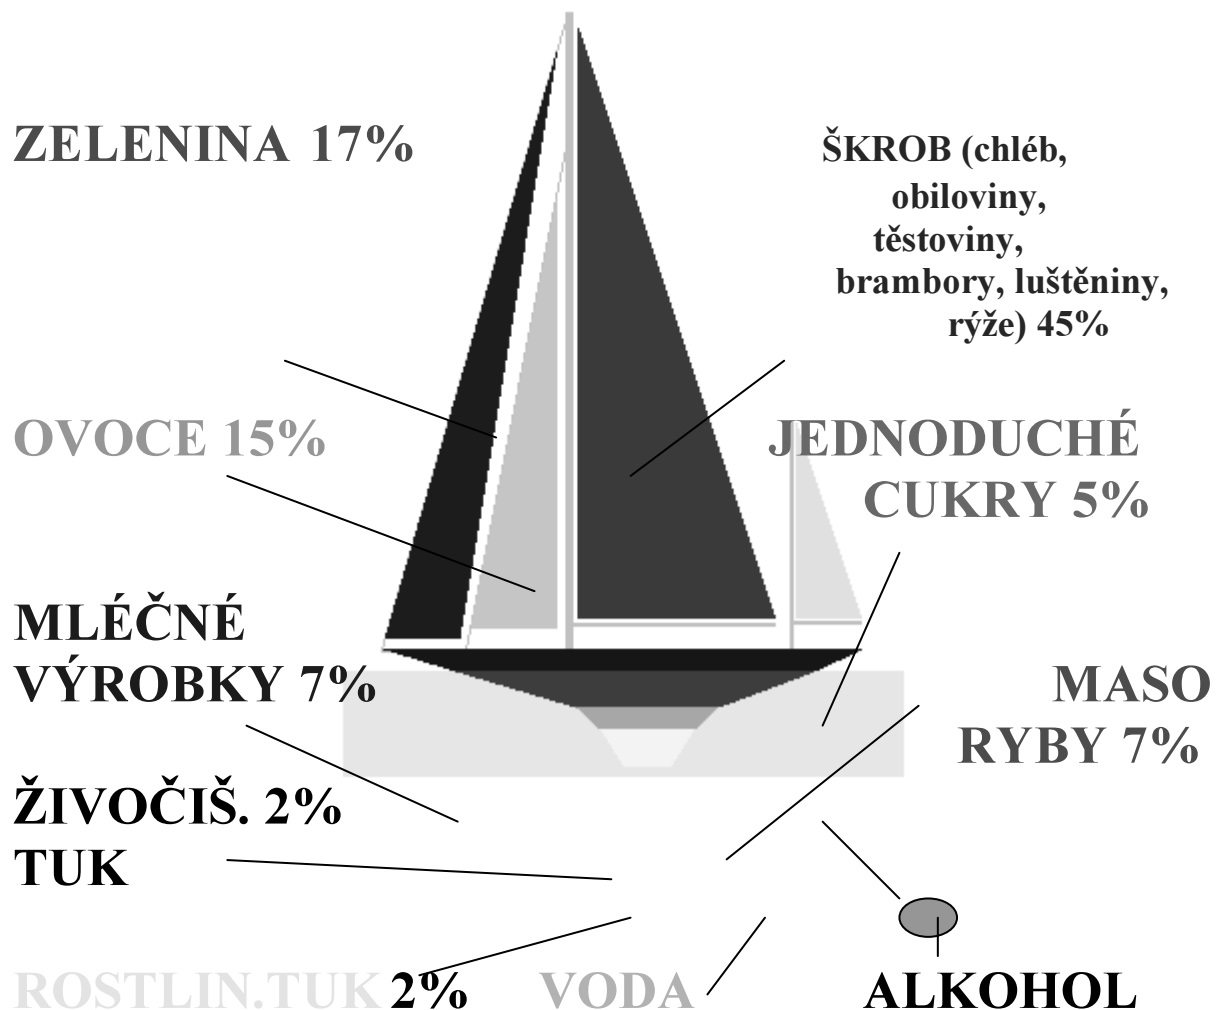 ZELENINA 17%
ŠKROB (chléb,
obiloviny,
těstoviny,
brambory, luštěniny,
rýže) 45%
OVOCE 15%
JEDNODUCHÉ
CUKRY 5%
MLÉČNÉ
VÝROBKY 7%
MASO
RYBY 7%
ŽIVOČIŠ. 2%
TUK
ROSTLIN.TUK 2%
VODA
ALKOHOL